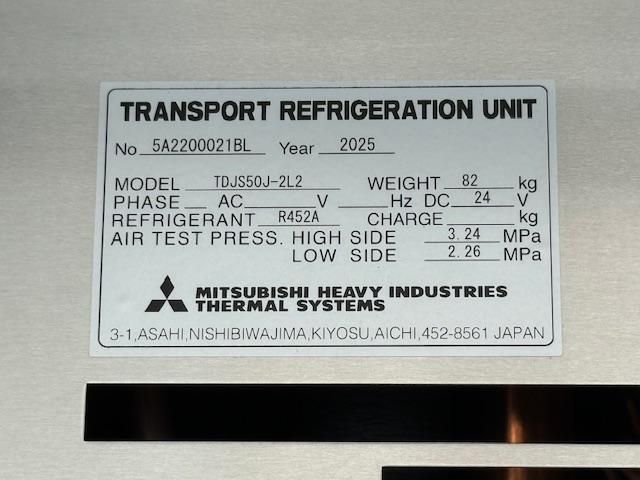 TRANSPORT REFRIGERATION UNIT
No 5A2200021BL Year 2025
MODEL TDJS50J-2L2 WEIGHT 82 kg
PHASE AC V Hz DC 24 V
REFRIGERANT R452A CHARGE kg
AIR TEST PRESS. HIGH SIDE 3.24 MPa
LOW SIDE 2.26 MPa
MITSUBISHI HEAVY INDUSTRIES
THERMAL SYSTEMS
3-1,ASAHI,NISHIBIWAJIMA,KIYOSU,AICHI,452-8561 JAPAN